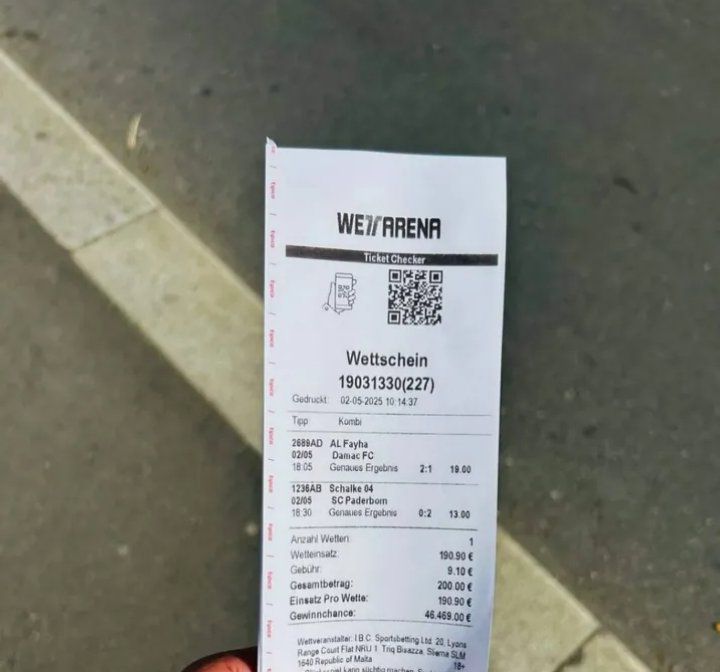 WETTARENA
Ticket Checker
Wettschein
19031330(227)
Gedruckt: 02-05-2025 10:14:37
Tipp Kombi
2689AD AL Fayha
02/05 Damac FC
18:05 Genaues Ergebnis 2:1 19.00
1236AB Schalke 04
02/05 SC Paderborn
18:30 Genaues Ergebnis 0:2 13.00
Anzahl Wetten: 1
Wetteinsatz: 190.90 €
Gebühr: 9.10 €
Gesamtbetrag: 200.00 €
Einsatz Pro Wette: 190.90 €
Gewinnchance: 46,469.00 €
Wettveranstalter: I.B.C. Sportsbetting Ltd. 20, Lyons
Range Court Flat NRU 1 Triq Bisazza, Sliema SLM
1640 Republic of Malta 18+
kann süchtig machen